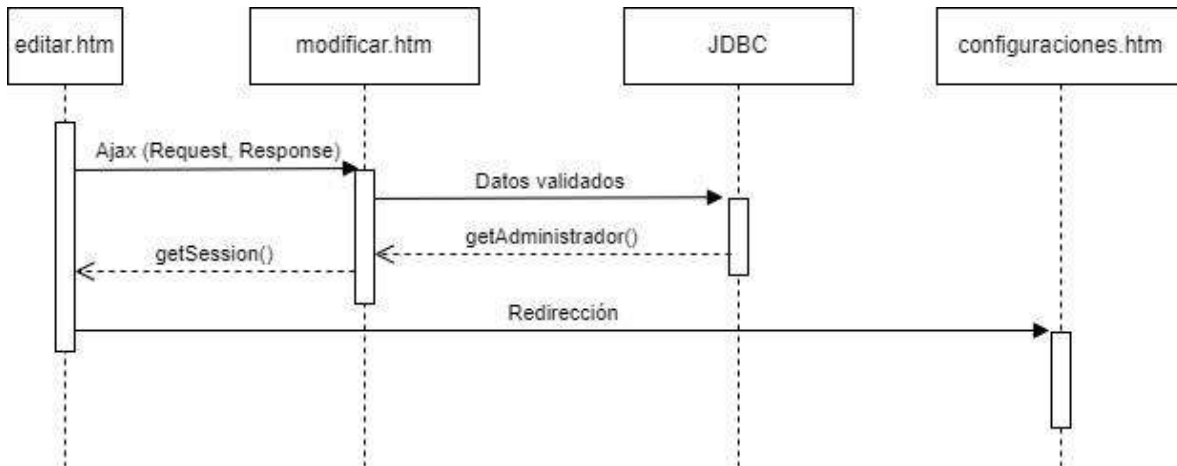 editar.htm
modificar.htm
JDBC
configuraciones.htm
Ajax (Request, Response)
Datos validados
getAdministrador()
getSession()
Redirección